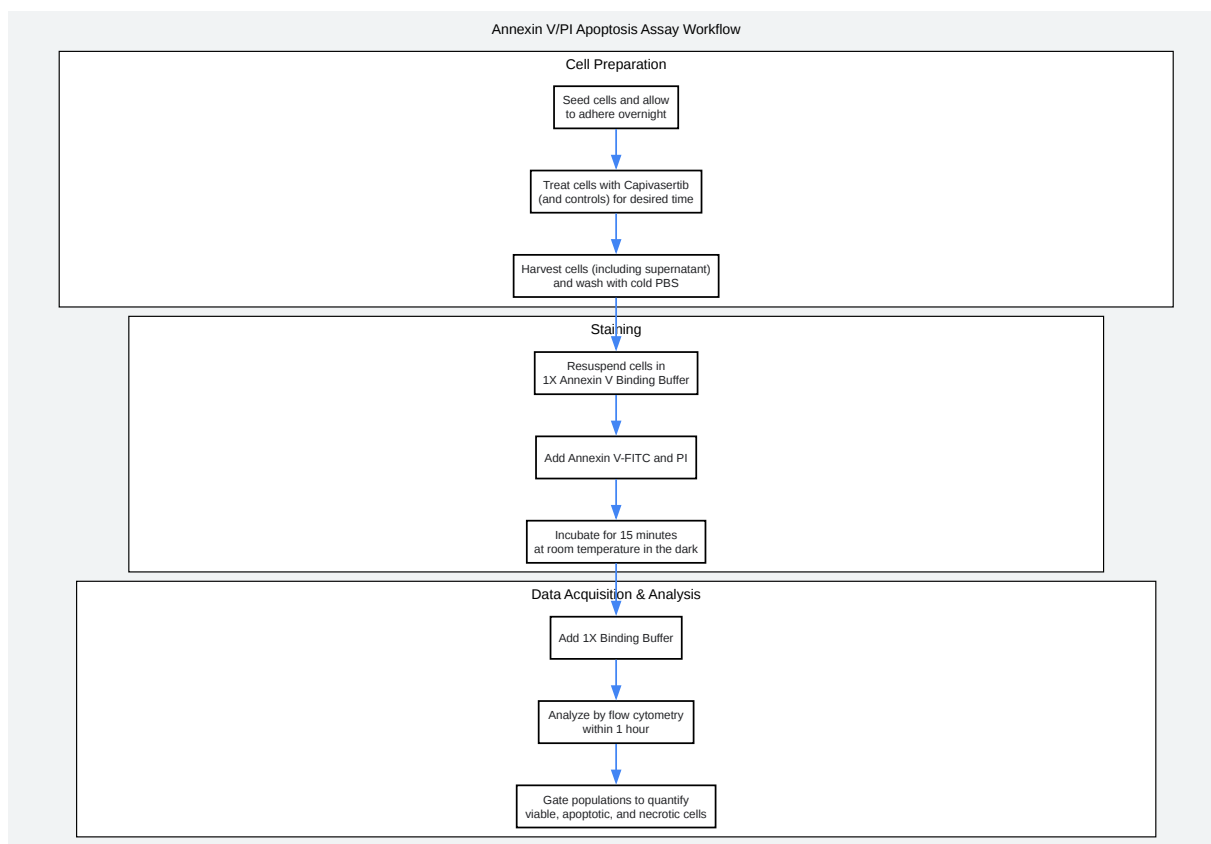 Annexin V/PI Apoptosis Assay Workflow
Cell Preparation
Seed cells and allow
to adhere overnight
Treat cells with Capivasertib
(and controls) for desired time
Harvest cells (including supernatant)
and wash with cold PBS
Staining
Resuspend cells in
1X Annexin V Binding Buffer
Add Annexin V-FITC and PI
Incubate for 15 minutes
at room temperature in the dark
Data Acquisition & Analysis
Add 1X Binding Buffer
Analyze by flow cytometry
within 1 hour
Gate populations to quantify
viable, apoptotic, and necrotic cells